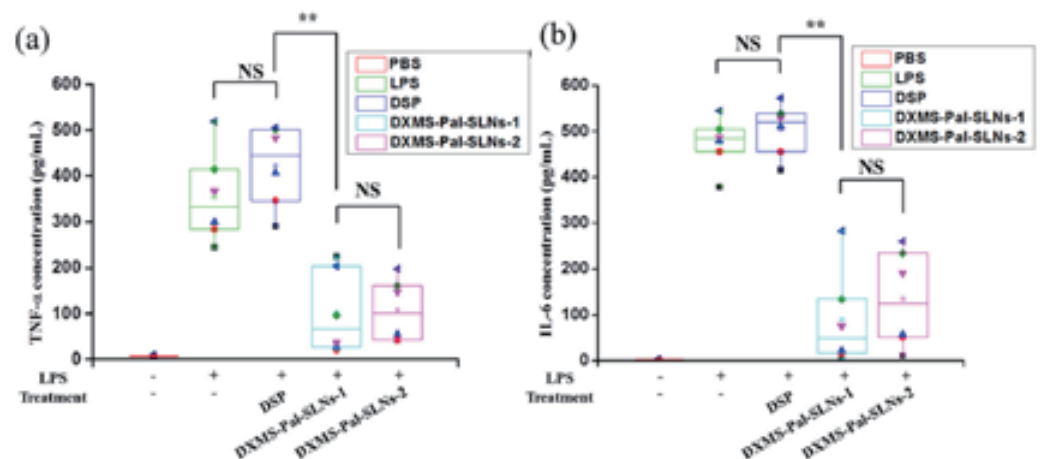 (a)
**
NS
NS
PBS
LPS
DSP
DXMS-Pal-SLNs-1
DXMS-Pal-SLNs-2
TNF-α concentration (pg/mL)
600
500
400
300
200
100
0
LPS - + + + +
Treatment - - DSP DXMS-Pal-SLNs-1 DXMS-Pal-SLNs-2
(b)
**
NS
NS
PBS
LPS
DSP
DXMS-Pal-SLNs-1
DXMS-Pal-SLNs-2
IL-6 concentration (pg/mL)
600
500
400
300
200
100
0
LPS - + + + +
Treatment - - DSP DXMS-Pal-SLNs-1 DXMS-Pal-SLNs-2